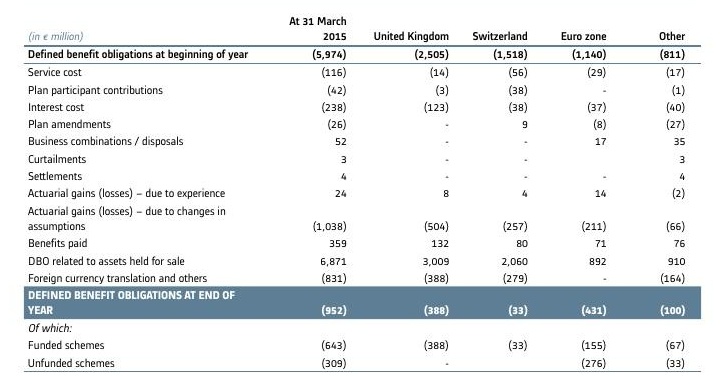 At 31 March
(in € million) 2015 United Kingdom Switzerland Euro zone Other
Defined benefit obligations at beginning of year (5,974) (2,505) (1,518) (1,140) (811)
Service cost (116) (14) (56) (29) (17)
Plan participant contributions (42) (3) (38) - (1)
Interest cost (238) (123) (38) (37) (40)
Plan amendments (26) - 9 (8) (27)
Business combinations / disposals 52 - - 17 35
Curtailments 3 - - 3
Settlements 4 - - - 4
Actuarial gains (losses) – due to experience 24 8 4 14 (2)
Actuarial gains (losses) – due to changes in
assumptions (1,038) (504) (257) (211) (66)
Benefits paid 359 132 80 71 76
DBO related to assets held for sale 6,871 3,009 2,060 892 910
Foreign currency translation and others (831) (388) (279) - (164)
DEFINED BENEFIT OBLIGATIONS AT END OF
YEAR (952) (388) (33) (431) (100)
Of which:
Funded schemes (643) (388) (33) (155) (67)
Unfunded schemes (309) - (276) (33)